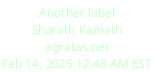 Another label
Sharath Kamath
agratas.net
Feb 14, 2025 12:48 AM EST